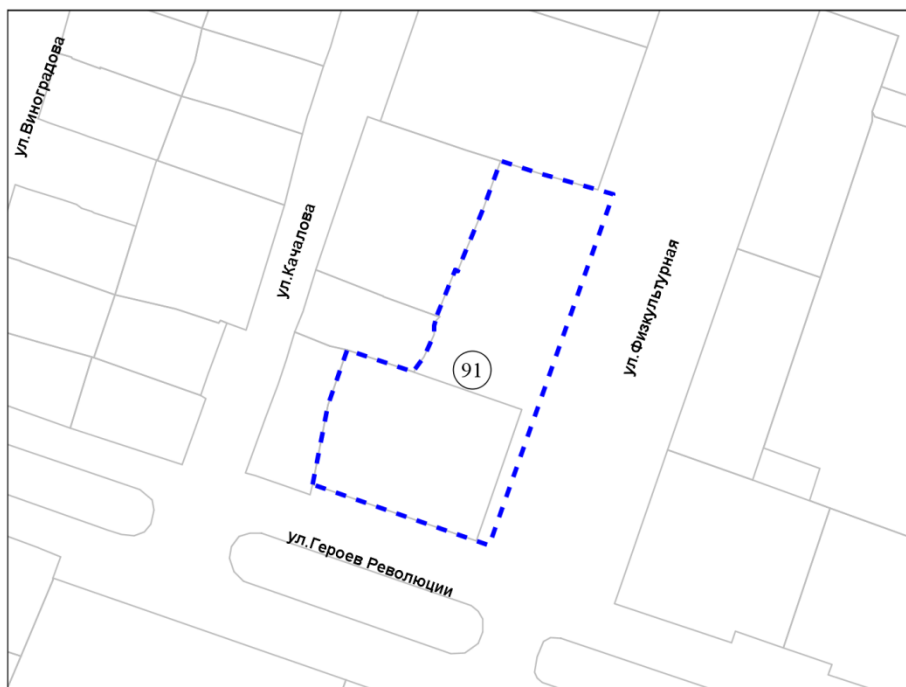 ул.Виноградова
ул.Качалова
ул.Физкультурная
91
ул.Героев Революции